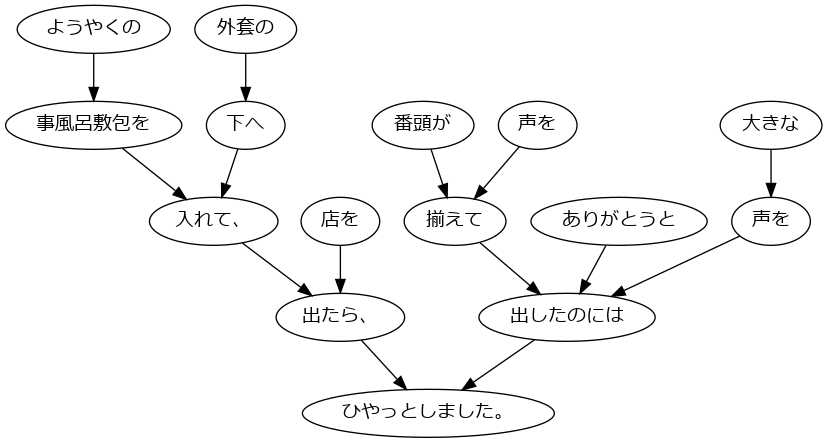 ようやくの 外套の
事風呂敷包を 下へ 番頭が 声を 大きな
入れて、 店を 揃えて ありがとうと 声を
出たら、 出したのには
ひやっとしました。